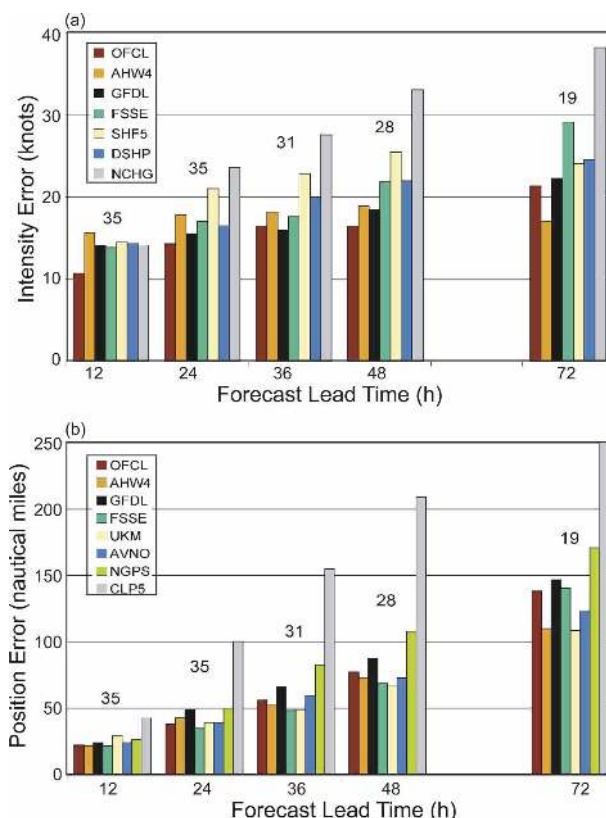 (a)
40
30
20
10
0
Intensity Error (knots)
OFCL
AHW4
GFDL
FSSE
SHF5
DSHP
NCHG
35
35
31
28
19
12
24
36
48
72
Forecast Lead Time (h)
(b)
250
200
150
100
50
0
Position Error (nautical miles)
OFCL
AHW4
GFDL
FSSE
UKM
AVNO
NGPS
CLP5
35
35
31
28
19
12
24
36
48
72
Forecast Lead Time (h)